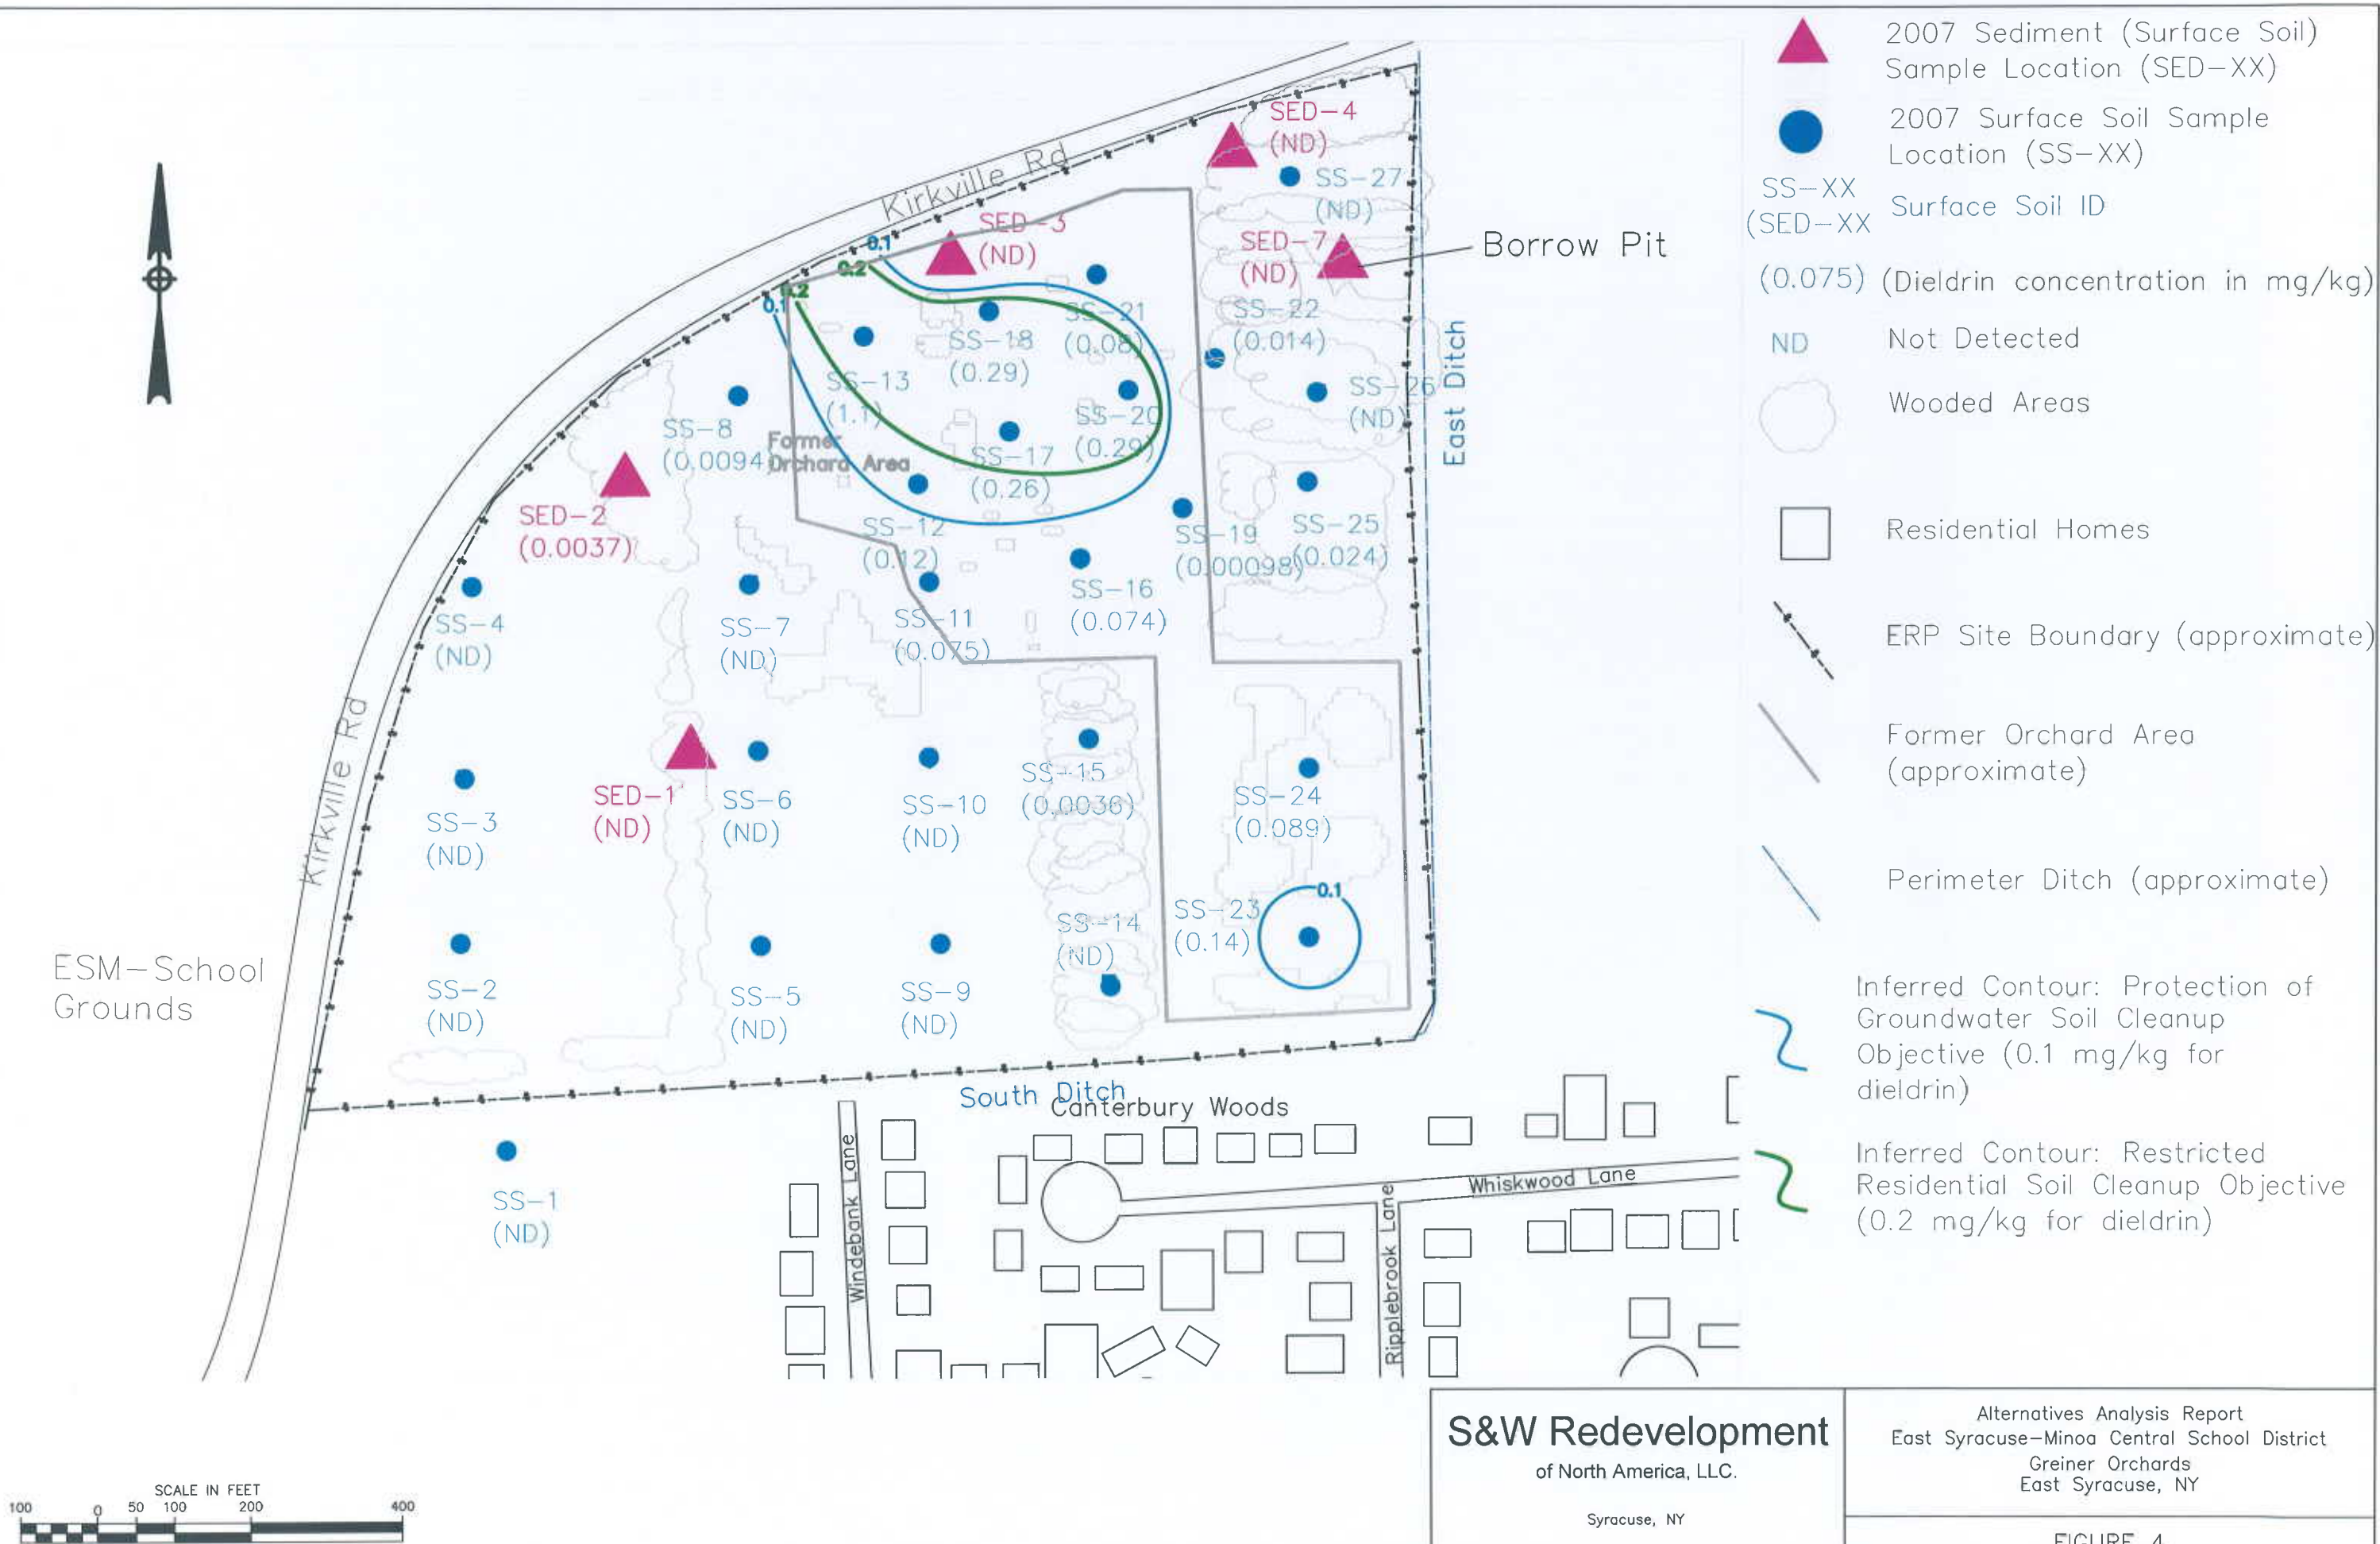 2007 Sediment (Surface Soil)
Sample Location (SED-XX)
2007 Surface Soil Sample
Location (SS-XX)
SS-XX
(SED-XX
Surface Soil ID
(0.075) (Dieldrin concentration in mg/kg)
ND Not Detected
Wooded Areas
Residential Homes
ERP Site Boundary (approximate)
Former Orchard Area
(approximate)
Perimeter Ditch (approximate)
Inferred Contour: Protection of
Groundwater Soil Cleanup
Objective (0.1 mg/kg for
dieldrin)
Inferred Contour: Restricted
Residential Soil Cleanup Objective
(0.2 mg/kg for dieldrin)
Kirkville Rd
SED-4
(ND)
SS-27
(ND)
SED-3
(ND)
SED-7
(ND)
Borrow Pit
0.1
0.2
0.2
0.1
SS-21
(0.08)
SS-22
(0.014)
SS-18
(0.29)
SS-13
(1.1)
SS-20
(0.29)
SS-26
(ND)
East Ditch
SS-8
(0.0094)
Former
Orchard Area
SS-17
(0.26)
SED-2
(0.0037)
SS-12
(0.12)
SS-19
(0.00098)
SS-25
(0.024)
SS-4
(ND)
SS-7
(ND)
SS-11
(0.075)
SS-16
(0.074)
Kirkville Rd
SS-3
(ND)
SED-1
(ND)
SS-6
(ND)
SS-10
(ND)
SS-15
(0.0036)
SS-24
(0.089)
0.1
SS-23
(0.14)
SS-14
(ND)
ESM-School
Grounds
SS-2
(ND)
SS-5
(ND)
SS-9
(ND)
South Ditch
Canterbury Woods
SS-1
(ND)
Windebank Lane
Whiskwood Lane
Ripplebrook Lane
SCALE IN FEET
100 0 50 100 200 400
S&W Redevelopment
of North America, LLC.
Syracuse, NY
Alternatives Analysis Report
East Syracuse-Minoa Central School District
Greiner Orchards
East Syracuse, NY
FIGURE 4